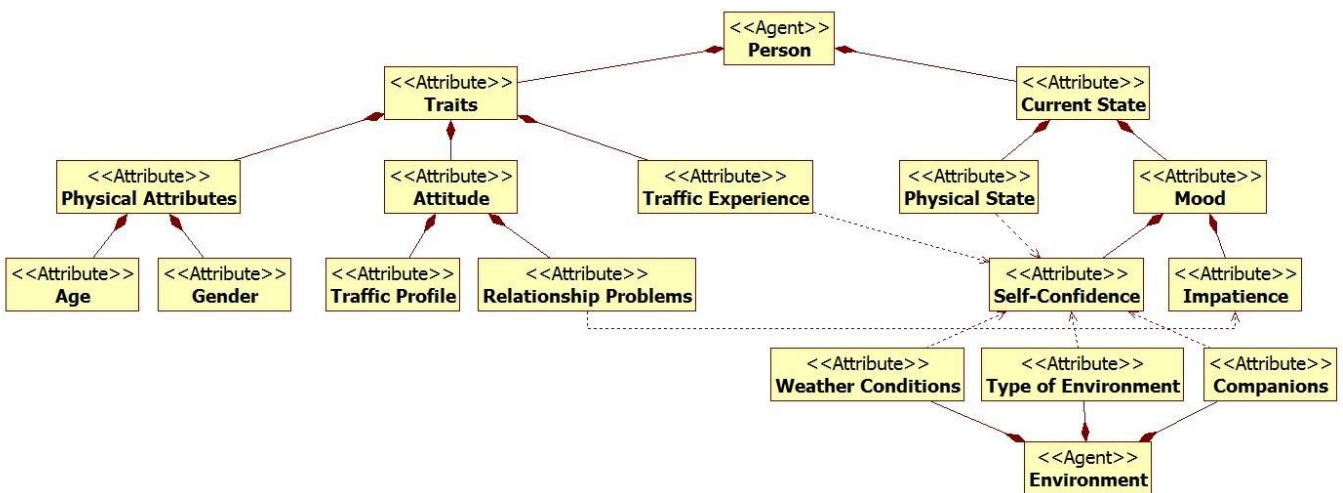 <<Agent>>
Person
<<Attribute>>
Traits
<<Attribute>>
Current State
<<Attribute>>
Physical Attributes
<<Attribute>>
Attitude
<<Attribute>>
Traffic Experience
<<Attribute>>
Physical State
<<Attribute>>
Mood
<<Attribute>>
Age
<<Attribute>>
Gender
<<Attribute>>
Traffic Profile
<<Attribute>>
Relationship Problems
<<Attribute>>
Self-Confidence
<<Attribute>>
Impatience
<<Attribute>>
Weather Conditions
<<Attribute>>
Type of Environment
<<Attribute>>
Companions
<<Agent>>
Environment